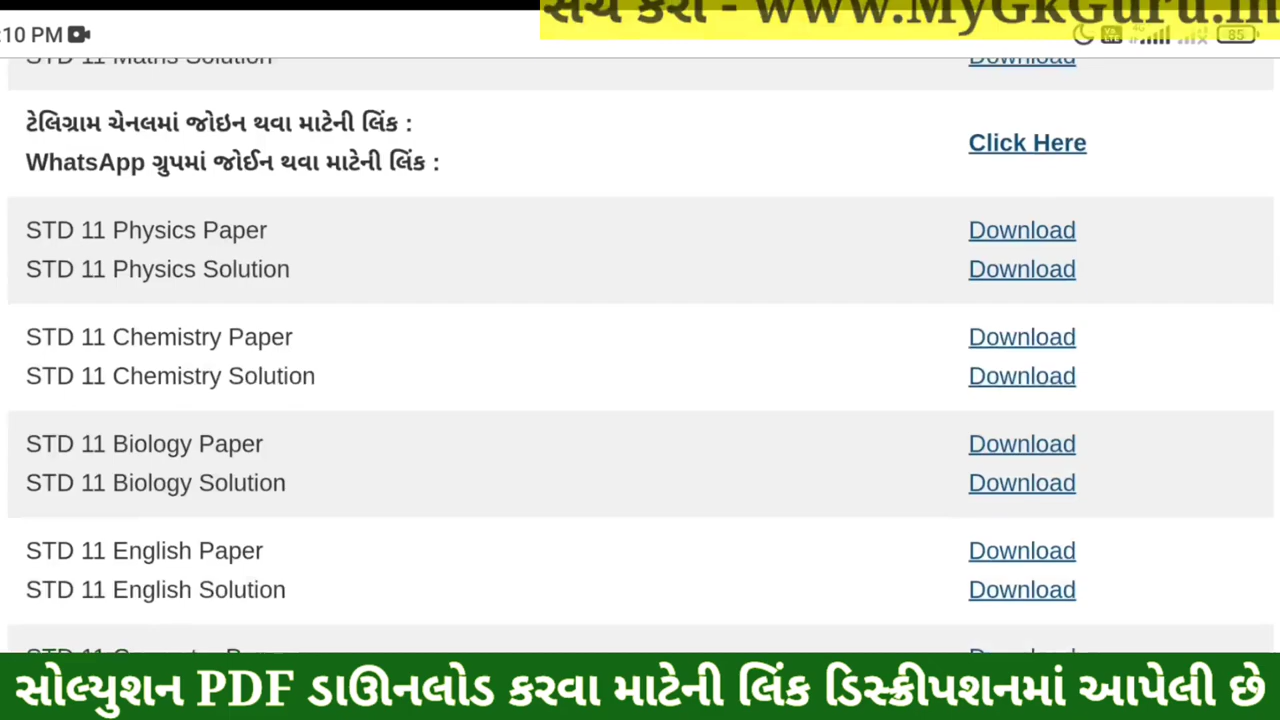 સર્ચ કરો - www.MyGkGuru.in
:10 PM
85
STD 11 Maths Solution Download
ટેલિગ્રામ ચેનલમાં જોઇન થવા માટેની લિંક :
WhatsApp ગ્રુપમાં જોઈન થવા માટેની લિંક :
Click Here
STD 11 Physics Paper Download
STD 11 Physics Solution Download
STD 11 Chemistry Paper Download
STD 11 Chemistry Solution Download
STD 11 Biology Paper Download
STD 11 Biology Solution Download
STD 11 English Paper Download
STD 11 English Solution Download
સોલ્યુશન PDF ડાઊનલોડ કરવા માટેની લિંક ડિસ્ક્રીપશનમાં આપેલી છે